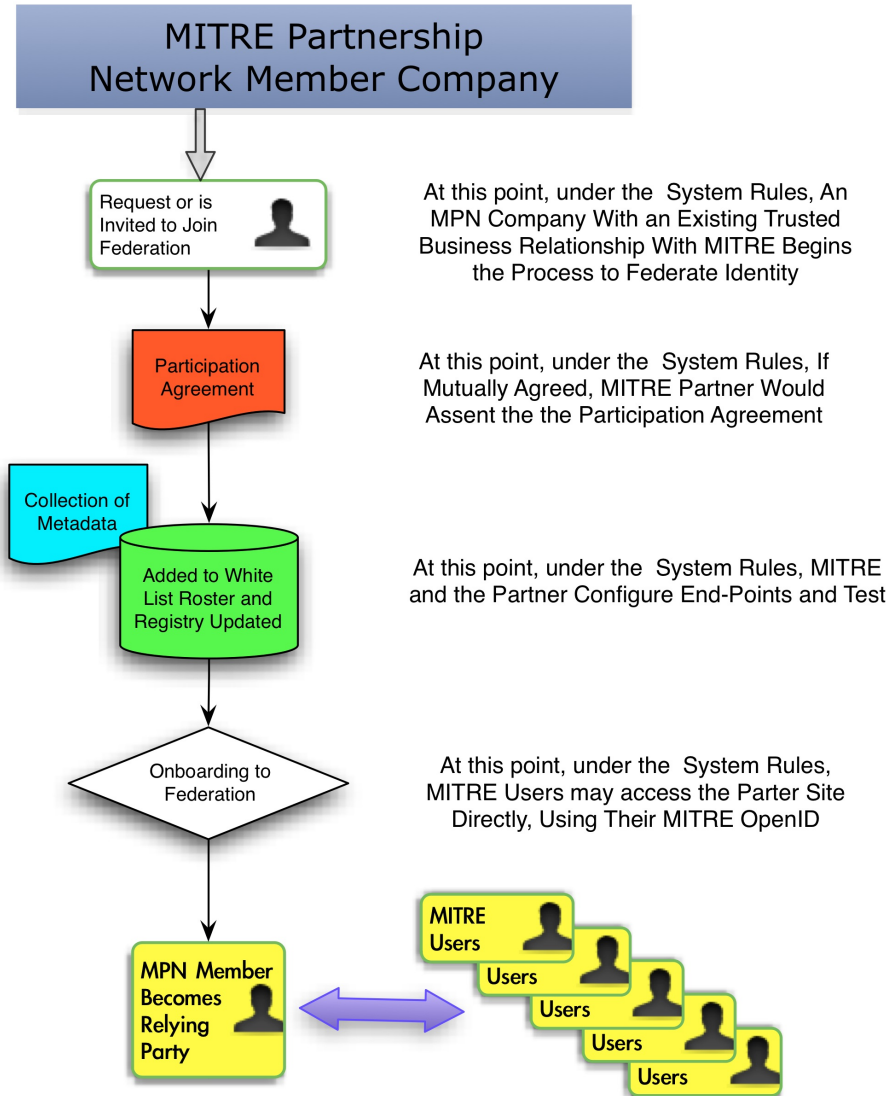 MITRE Partnership
Network Member Company
Request or is
Invited to Join
Federation
At this point, under the System Rules, An
MPN Company With an Existing Trusted
Business Relationship With MITRE Begins
the Process to Federate Identity
Participation
Agreement
At this point, under the System Rules, If
Mutually Agreed, MITRE Partner Would
Assent the the Participation Agreement
Collection of
Metadata
Added to White
List Roster and
Registry Updated
At this point, under the System Rules, MITRE
and the Partner Configure End-Points and Test
Onboarding to
Federation
At this point, under the System Rules,
MITRE Users may access the Parter Site
Directly, Using Their MITRE OpenID
MPN Member
Becomes
Relying
Party
MITRE
Users
Users
Users
Users
Users